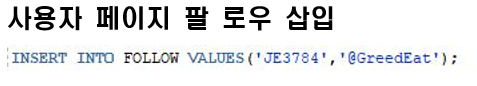 사용자 페이지 팔 로우 삽입
INSERT INTO FOLLOW VALUES('JE3784','@GreedEat');